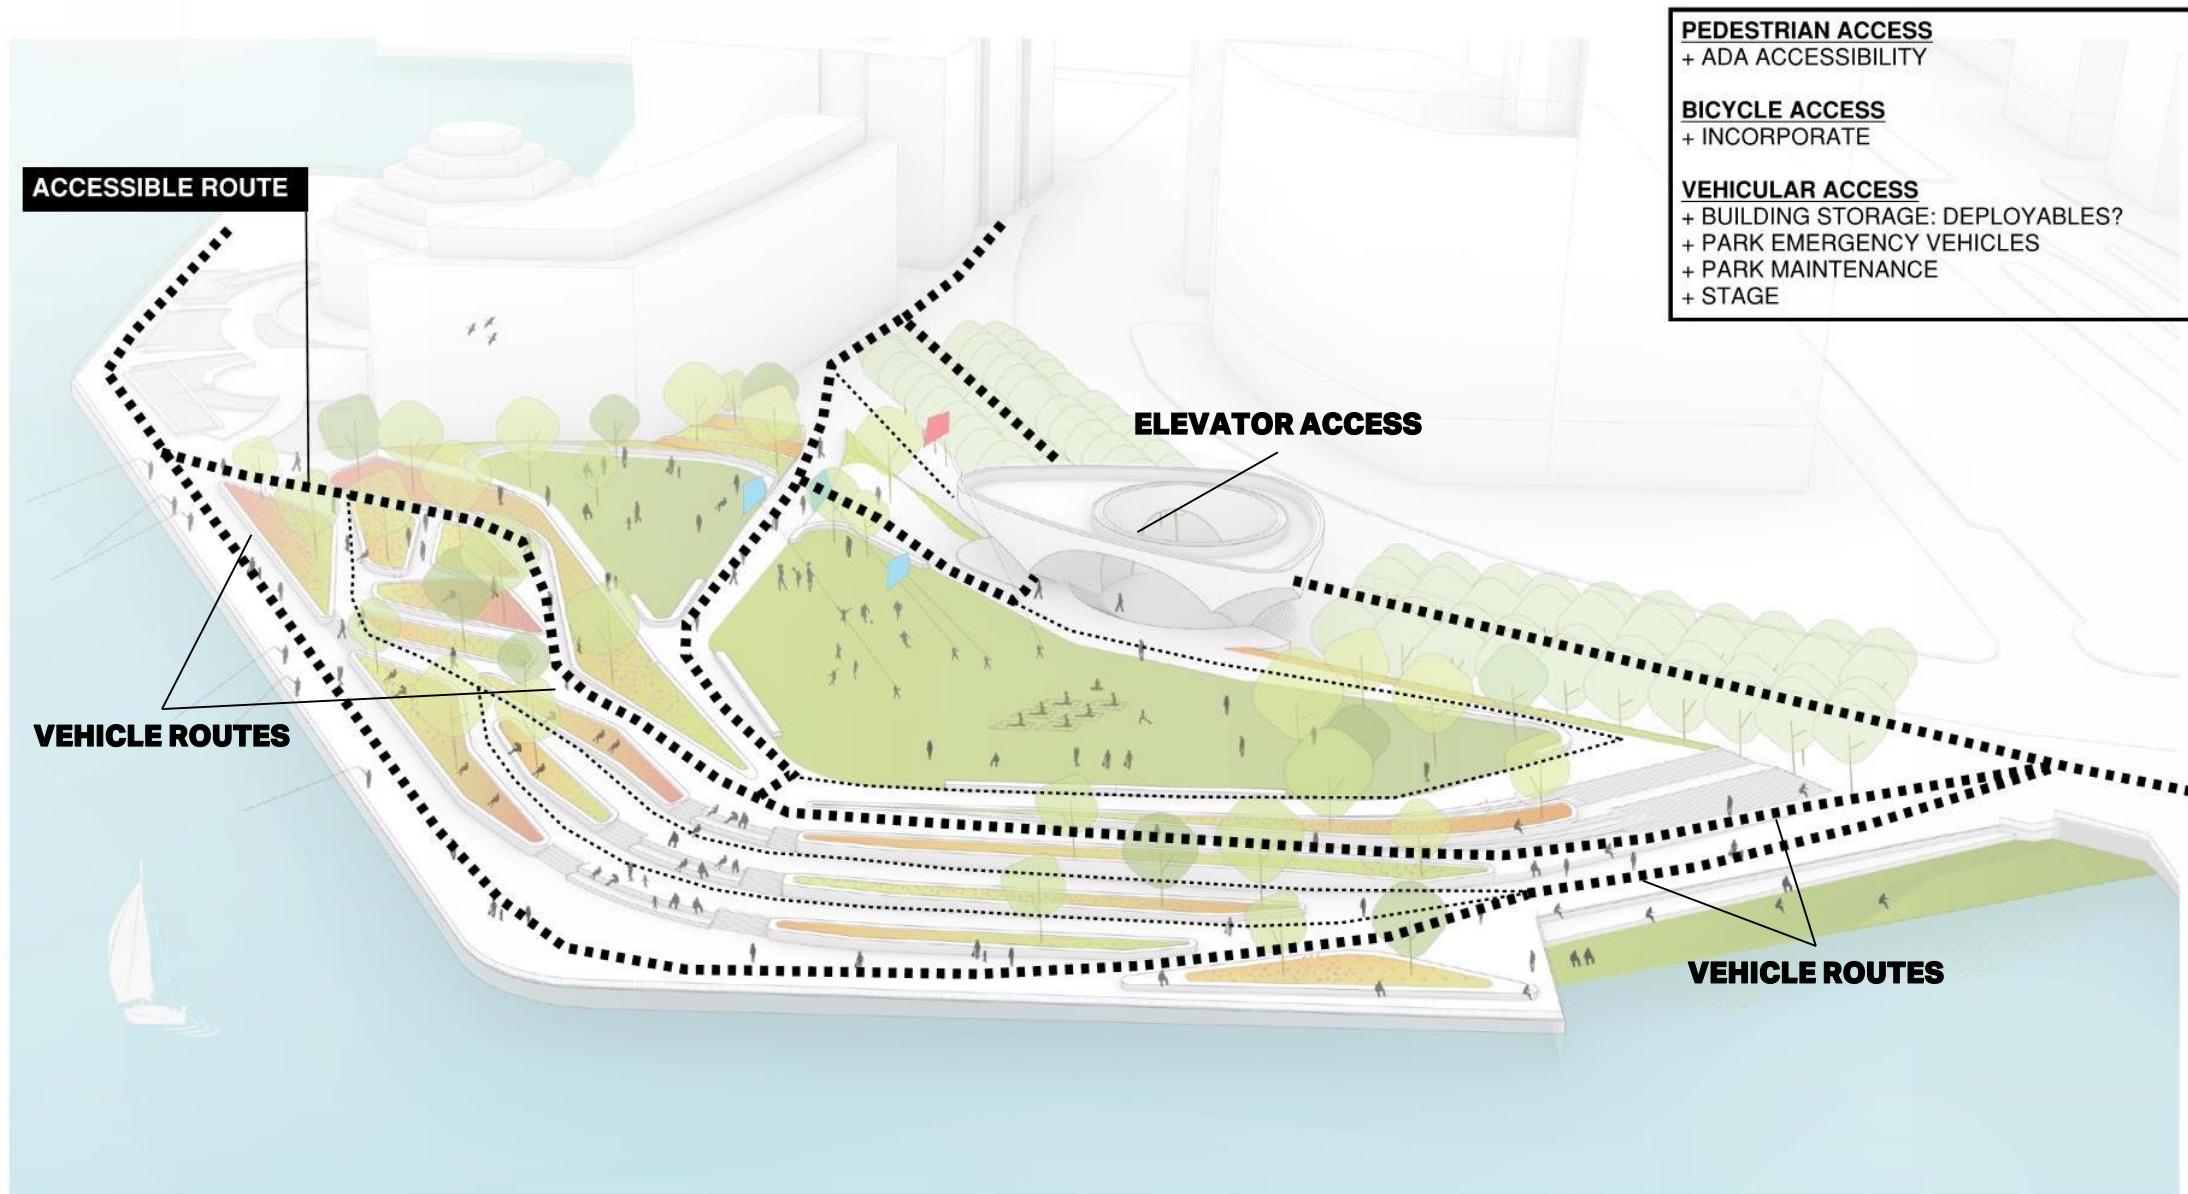 PEDESTRIAN ACCESS
+ ADA ACCESSIBILITY
BICYCLE ACCESS
+ INCORPORATE
VEHICULAR ACCESS
+ BUILDING STORAGE: DEPLOYABLES?
+ PARK EMERGENCY VEHICLES
+ PARK MAINTENANCE
+ STAGE
ACCESSIBLE ROUTE
ELEVATOR ACCESS
VEHICLE ROUTES
VEHICLE ROUTES